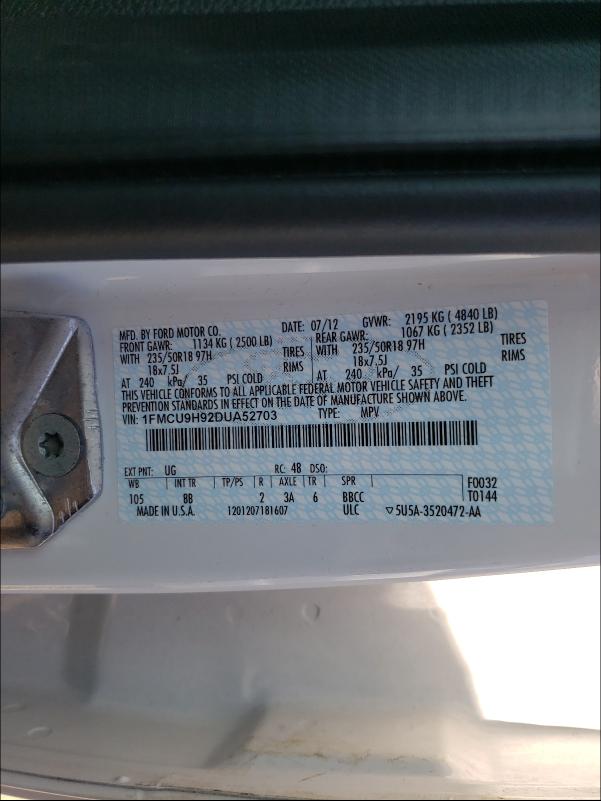 MFD. BY FORD MOTOR CO. DATE: 07/12 GVWR: 2195 KG ( 4840 LB)
FRONT GAWR: 1134 KG ( 2500 LB) REAR GAWR: 1067 KG ( 2352 LB)
WITH 235/50R18 97H TIRES WITH 235/50R18 97H TIRES
18x7.5J RIMS 18x7.5J RIMS
AT 240 kPa/ 35 PSI COLD AT 240 kPa/ 35 PSI COLD
THIS VEHICLE CONFORMS TO ALL APPLICABLE FEDERAL MOTOR VEHICLE SAFETY AND THEFT
PREVENTION STANDARDS IN EFFECT ON THE DATE OF MANUFACTURE SHOWN ABOVE.
VIN: 1FMCU9H92DUA52703 TYPE: MPV
EXT PNT: UG RC: 48 DSO:
WB INT TR TP/PS R AXLE TR SPR F0032
105 BB 2 3A 6 BBCC T0144
MADE IN U.S.A. 1201207181607 ULC ▽5U5A-3520472-AA